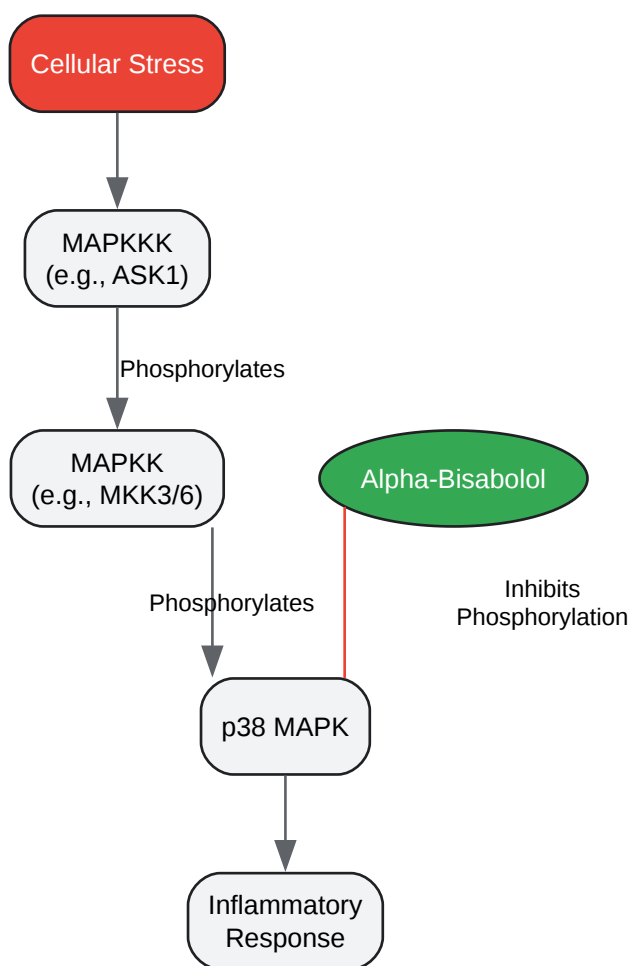 Cellular Stress
MAPKKK
(e.g., ASK1)
Phosphorylates
MAPKK
(e.g., MKK3/6)
Alpha-Bisabolol
Phosphorylates
Inhibits
Phosphorylation
p38 MAPK
Inflammatory
Response